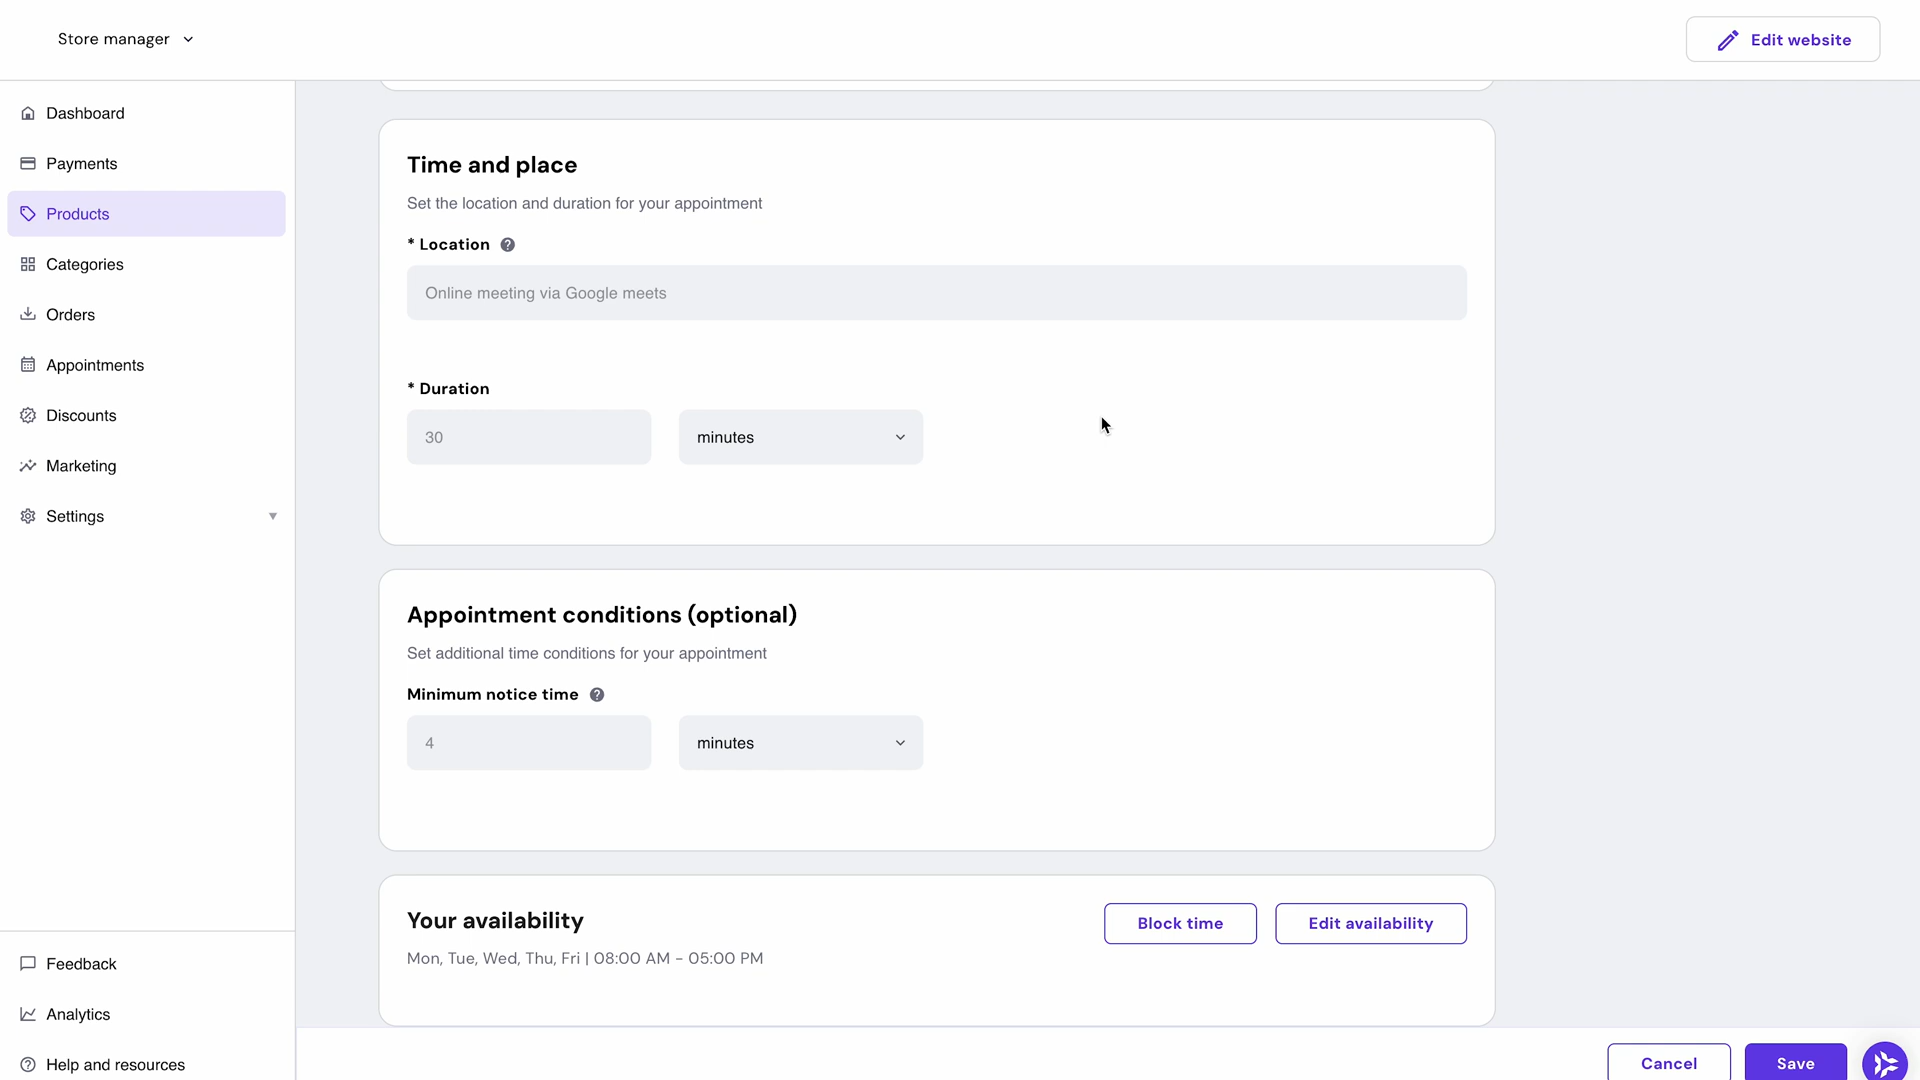 Store manager
Edit website
Dashboard
Payments
Products
Categories
Orders
Appointments
Discounts
Marketing
Settings
Feedback
Analytics
Help and resources
Time and place
Set the location and duration for your appointment
* Location
Online meeting via Google meets
* Duration
30
minutes
Appointment conditions (optional)
Set additional time conditions for your appointment
Minimum notice time
4
minutes
Your availability
Block time
Edit availability
Mon, Tue, Wed, Thu, Fri | 08:00 AM - 05:00 PM
Cancel
Save